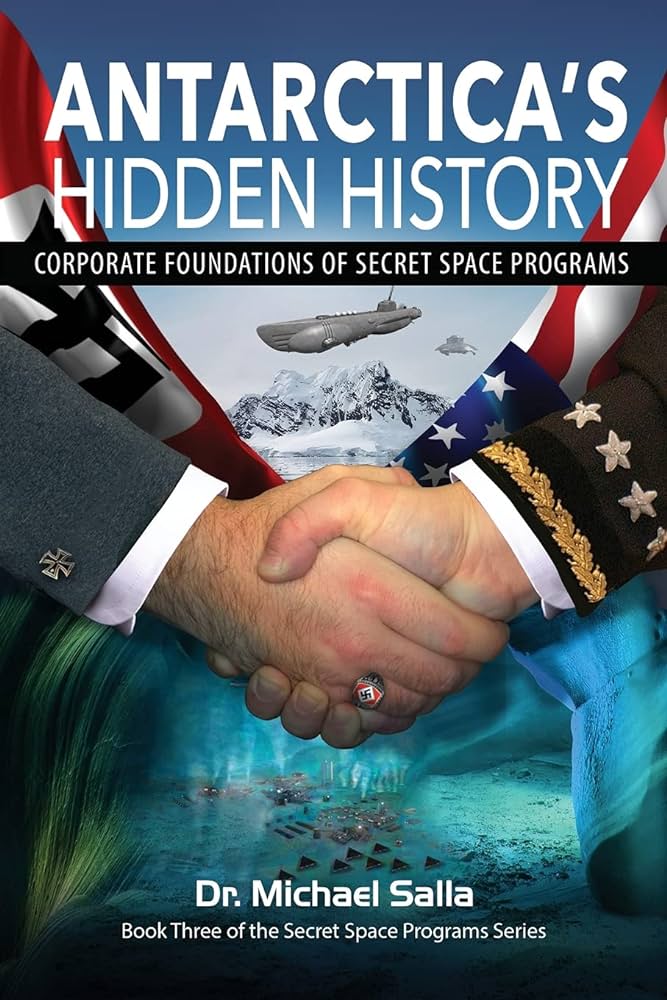 ANTARCTICA'S
HIDDEN HISTORY
CORPORATE FOUNDATIONS OF SECRET SPACE PROGRAMS
Dr. Michael Salla
Book Three of the Secret Space Programs Series